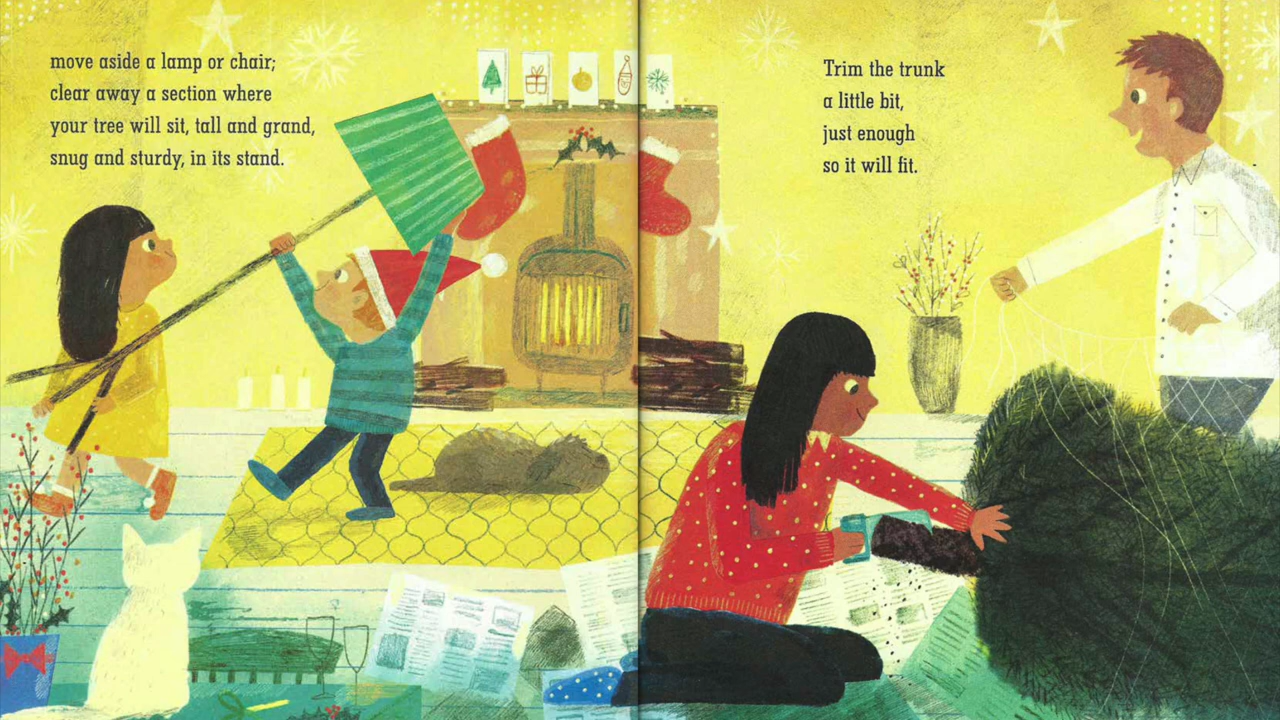 move aside a lamp or chair;
clear away a section where
your tree will sit, tall and grand,
snug and sturdy, in its stand.
Trim the trunk
a little bit,
just enough
so it will fit.